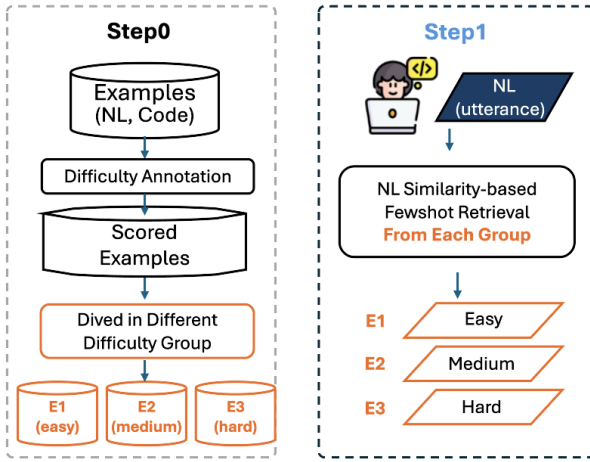 Step0
Examples
(NL, Code)
Difficulty Annotation
Scored
Examples
Dived in Different
Difficulty Group
E1
(easy)
E2
(medium)
E3
(hard)
Step1
</>
NL
(utterance)
NL Similarity-based
Fewshot Retrieval
From Each Group
E1
Easy
E2
Medium
E3
Hard